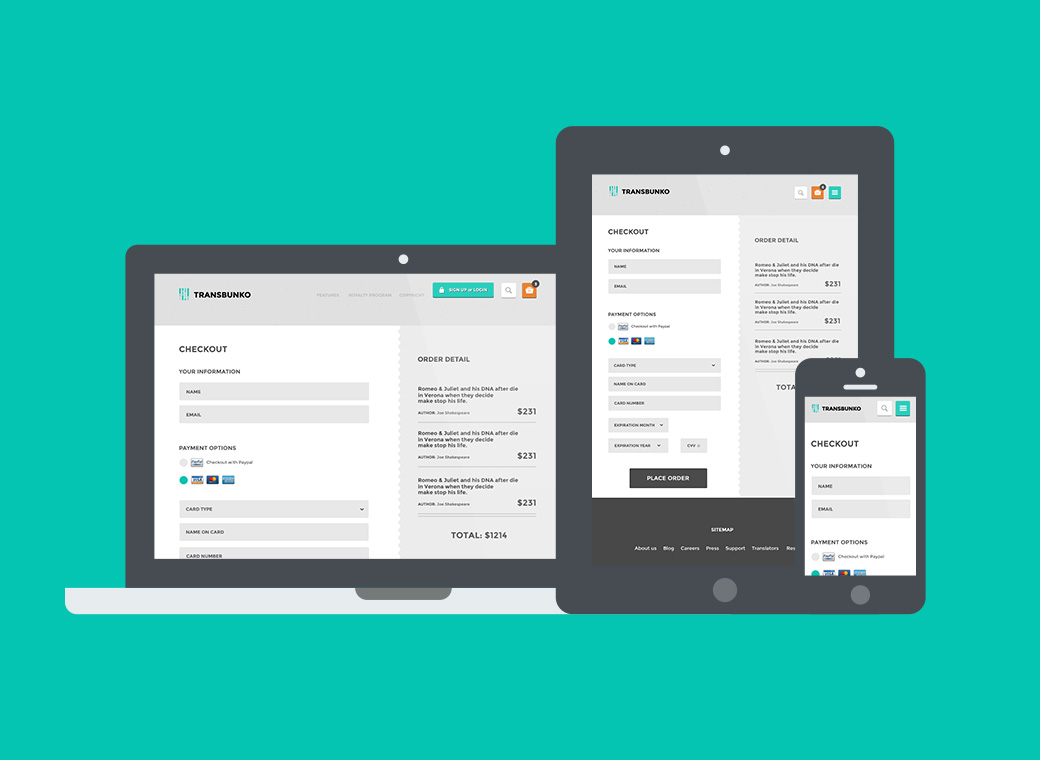 TRANSBUNKO
FEATURES ROYALTY PROGRAM COPYRIGHT
SIGN UP or LOGIN
3
CHECKOUT
YOUR INFORMATION
NAME
EMAIL
PAYMENT OPTIONS
PayPal
Checkout with Paypal
VISA
CARD TYPE
NAME ON CARD
CARD NUMBER
ORDER DETAIL
Romeo & Juliet and his DNA after die
in Verona when they decide
make stop his life.
AUTHOR: Joe Shakespeare $231
Romeo & Juliet and his DNA after die
in Verona when they decide
make stop his life.
AUTHOR: Joe Shakespeare $231
Romeo & Juliet and his DNA after die
in Verona when they decide
make stop his life.
AUTHOR: Joe Shakespeare $231
TOTAL: $1214
TRANSBUNKO
3
CHECKOUT
YOUR INFORMATION
NAME
EMAIL
PAYMENT OPTIONS
PayPal
Checkout with Paypal
VISA
CARD TYPE
NAME ON CARD
CARD NUMBER
EXPIRATION MONTH
EXPIRATION YEAR
CVV
PLACE ORDER
ORDER DETAIL
Romeo & Juliet and his DNA after die
in Verona when they decide
make stop his life.
AUTHOR: Joe Shakespeare $231
Romeo & Juliet and his DNA after die
in Verona when they decide
make stop his life.
AUTHOR: Joe Shakespeare $231
Romeo & Juliet and his DNA after die
in Verona when they decide
make stop his life.
AUTHOR: Joe
TOTA
SITEMAP
About us Blog Careers Press Support Translators Res
TRANSBUNKO
CHECKOUT
YOUR INFORMATION
NAME
EMAIL
PAYMENT OPTIONS
PayPal
Checkout with Paypal
VISA